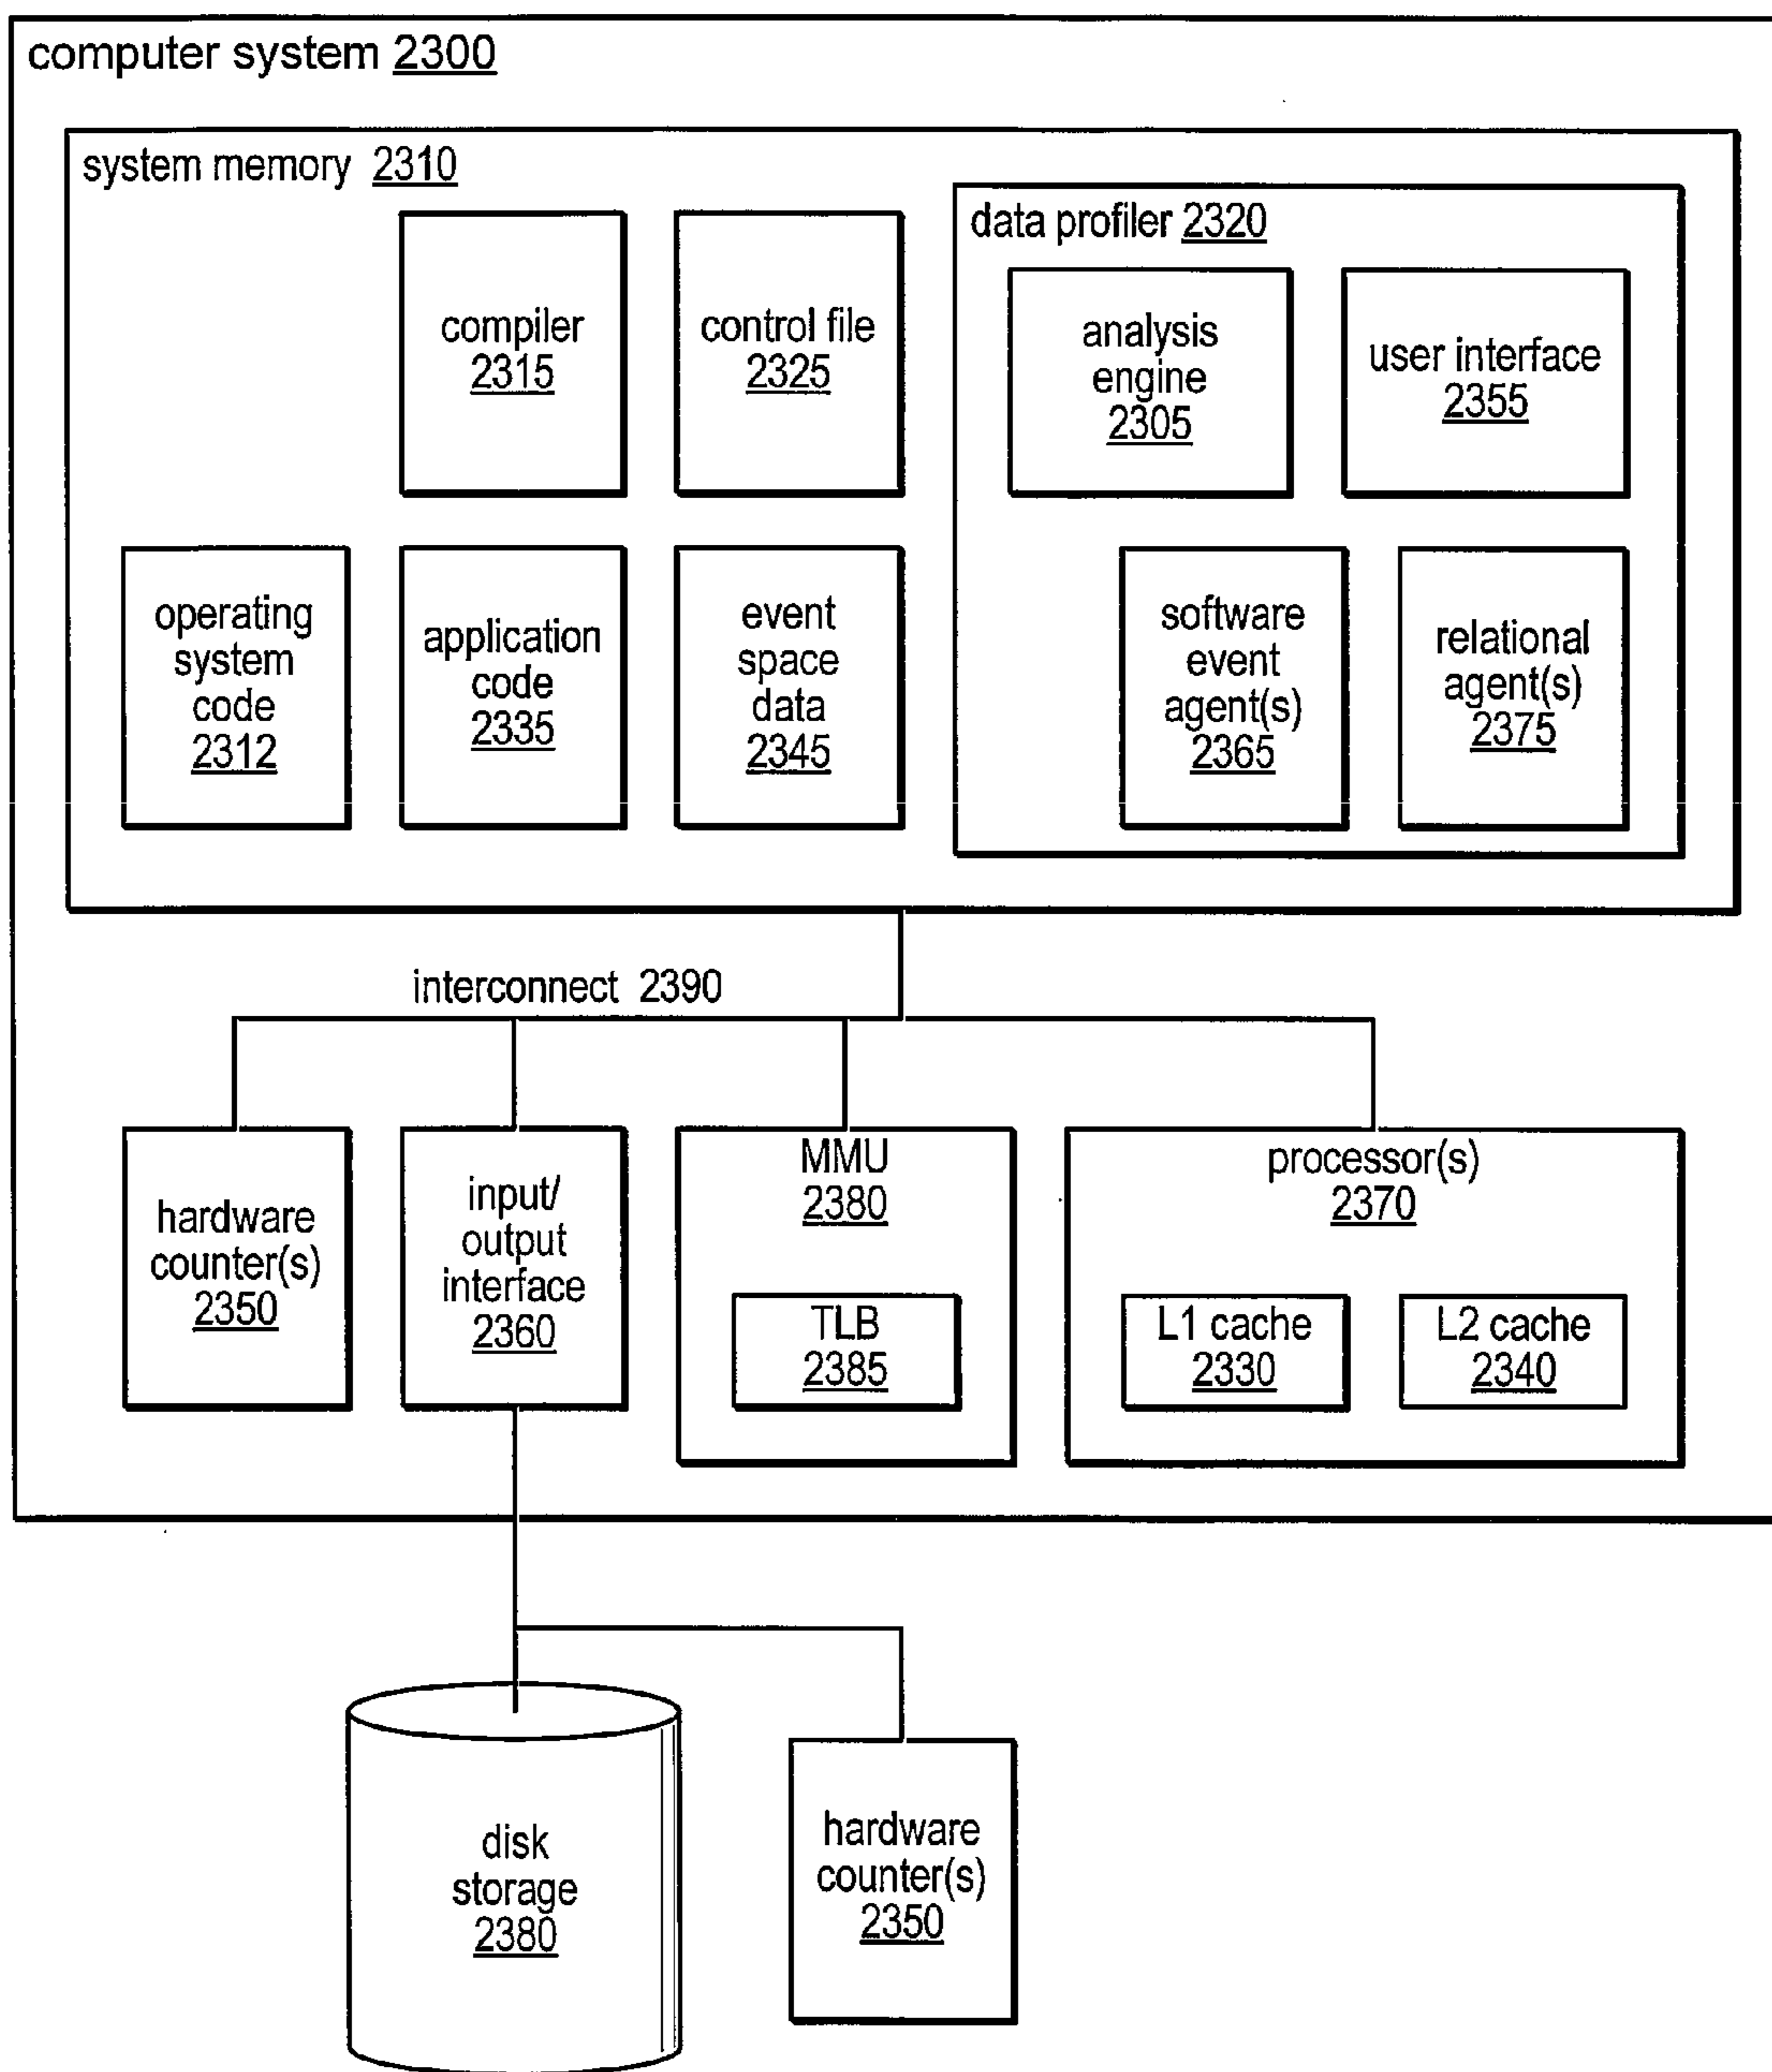 computer system 2300
system memory 2310
data profiler 2320
compiler
2315
control file
2325
analysis
engine
2305
user interface
2355
operating
system
code
2312
application
code
2335
event
space
data
2345
software
event
agent(s)
2365
relational
agent(s)
2375
interconnect 2390
hardware
counter(s)
2350
input/
output
interface
2360
MMU
2380
TLB
2385
processor(s)
2370
L1 cache
2330
L2 cache
2340
disk
storage
2380
hardware
counter(s)
2350